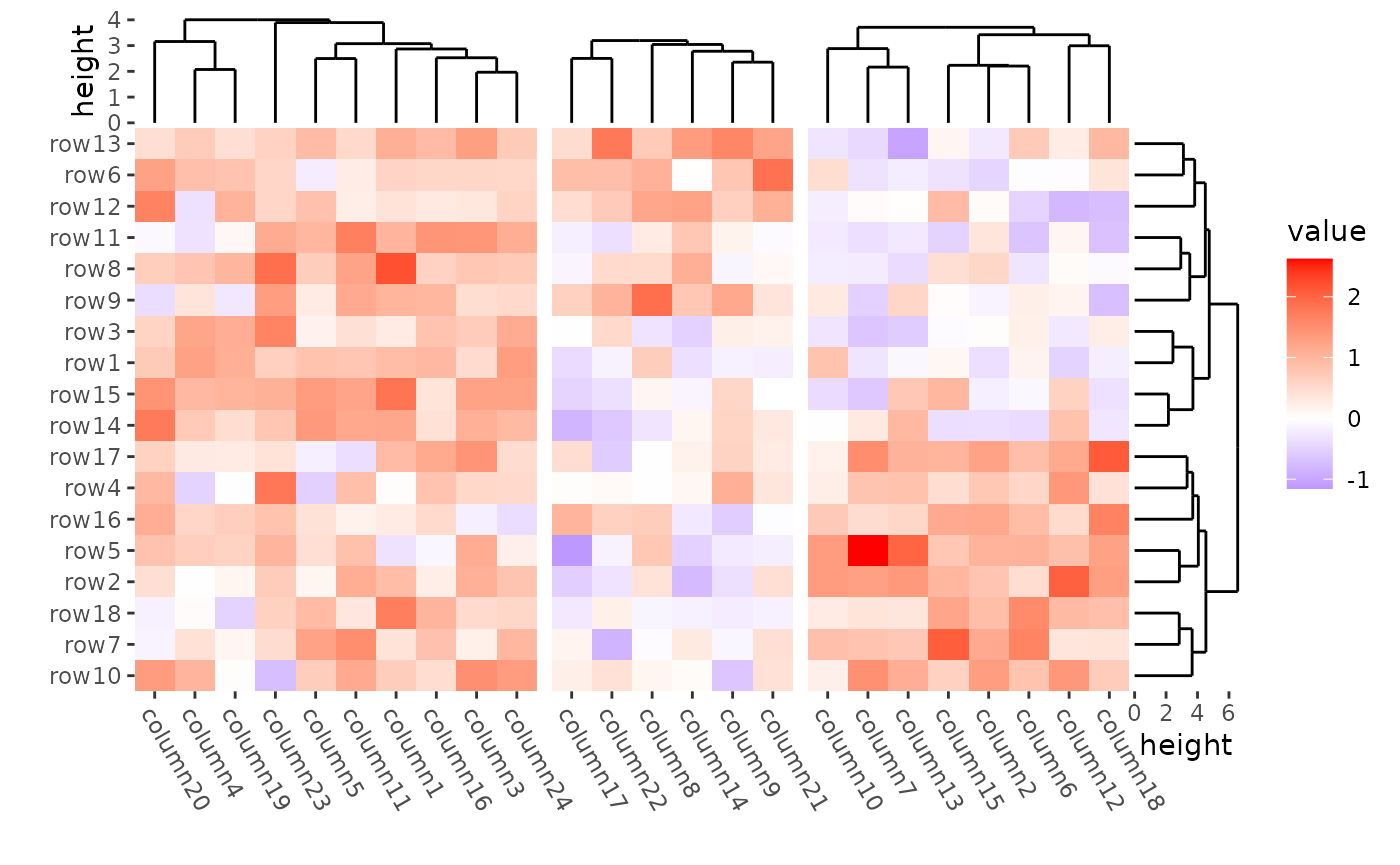 height
4
3
2
1
0
row13
row6
row12
row11
row8
row9
row3
row1
row15
row14
row17
row4
row16
row5
row2
row18
row7
row10
column20
column4
column19
column23
column5
column11
column1
column16
column3
column24
column17
column22
column8
column14
column9
column21
column10
column7
column13
column15
column2
column6
column12
column18
0 2 4 6
height
value
2
1
0
-1